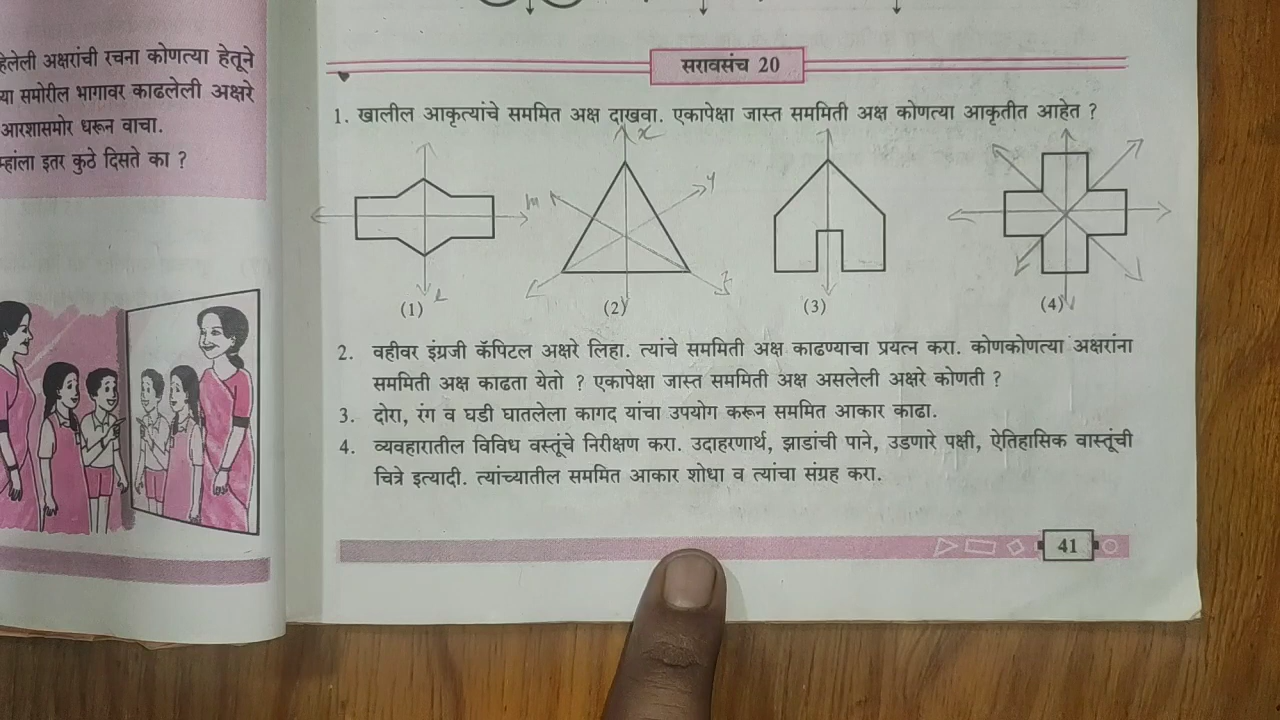 हिलेली अक्षरांची रचना कोणत्या हेतूने
या समोरील भागावर काढलेली अक्षरे
आरशासमोर धरून वाचा.
म्हांला इतर कुठे दिसते का ?
सरावसंच 20
1. खालील आकृत्यांचे सममित अक्ष दाखवा. एकापेक्षा जास्त सममिती अक्ष कोणत्या आकृतीत आहेत ?
x
m y
l z
(1) (2) (3) (4)
2. वहीवर इंग्रजी कॅपिटल अक्षरे लिहा. त्यांचे सममिती अक्ष काढण्याचा प्रयत्न करा. कोणकोणत्या अक्षरांना
सममिती अक्ष काढता येतो ? एकापेक्षा जास्त सममिती अक्ष असलेली अक्षरे कोणती ?
3. दोरा, रंग व घडी घातलेला कागद यांचा उपयोग करून सममित आकार काढा.
4. व्यवहारातील विविध वस्तूंचे निरीक्षण करा. उदाहरणार्थ, झाडांची पाने, उडणारे पक्षी, ऐतिहासिक वास्तूंची
चित्रे इत्यादी. त्यांच्यातील सममित आकार शोधा व त्यांचा संग्रह करा.
41